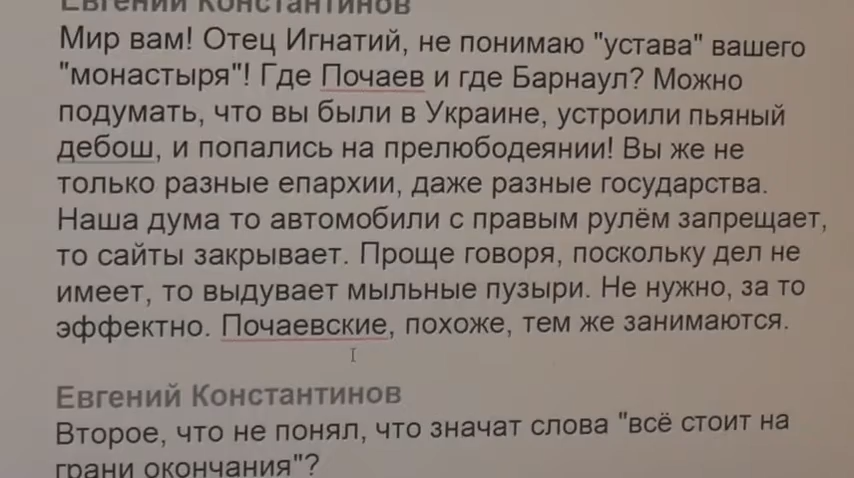 Евгений Константинов
Мир вам! Отец Игнатий, не понимаю "устава" вашего
"монастыря"! Где Почаев и где Барнаул? Можно
подумать, что вы были в Украине, устроили пьяный
дебош, и попались на прелюбодеянии! Вы же не
только разные епархии, даже разные государства.
Наша дума то автомобили с правым рулём запрещает,
то сайты закрывает. Проще говоря, поскольку дел не
имеет, то выдувает мыльные пузыри. Не нужно, за то
эффектно. Почаевские, похоже, тем же занимаются.
Евгений Константинов
Второе, что не понял, что значат слова "всё стоит на
грани окончания"?